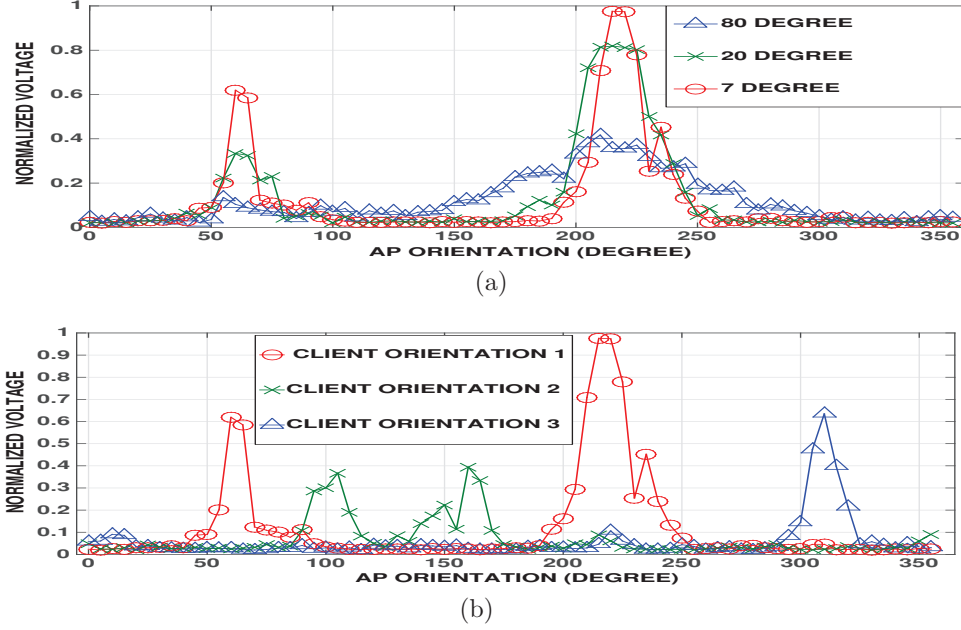 1
0.8
0.6
0.4
0.2
0
NORMALIZED VOLTAGE
80 DEGREE
20 DEGREE
7 DEGREE
0 50 100 150 200 250 300 350
AP ORIENTATION (DEGREE)
(a)
1
0.9
0.8
0.7
0.6
0.5
0.4
0.3
0.2
0.1
0
NORMALIZED VOLTAGE
CLIENT ORIENTATION 1
CLIENT ORIENTATION 2
CLIENT ORIENTATION 3
0 50 100 150 200 250 300 350
AP ORIENTATION (DEGREE)
(b)